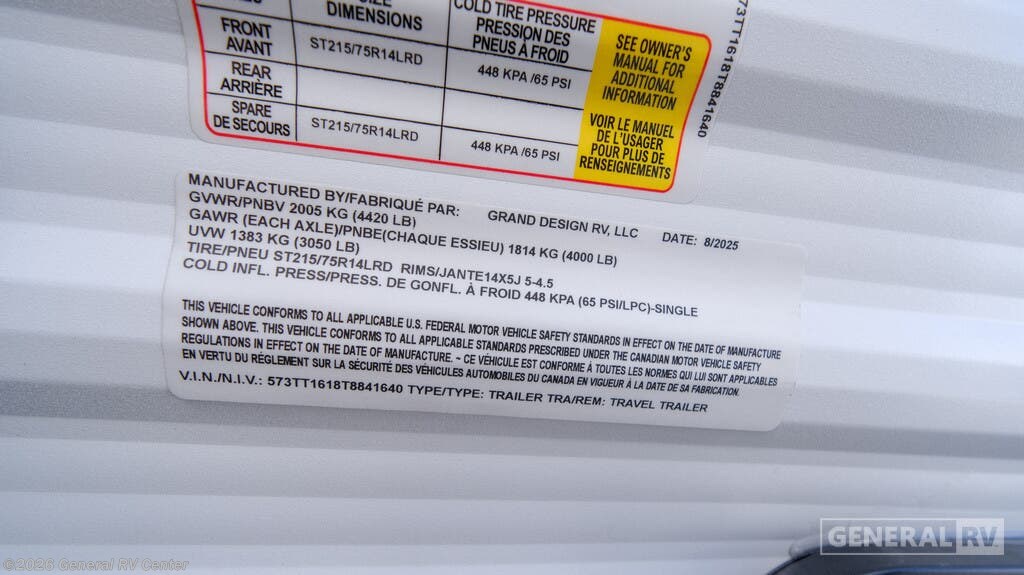 SIZE
DIMENSIONS
COLD TIRE PRESSURE
PRESSION DES
PNEUS À FROID
FRONT
AVANT
ST215/75R14LRD
448 KPA /65 PSI
REAR
ARRIÈRE
SPARE
DE SECOURS
ST215/75R14LRD
448 KPA /65 PSI
SEE OWNER'S
MANUAL FOR
ADDITIONAL
INFORMATION
VOIR LE MANUEL
DE L'USAGER
POUR PLUS DE
RENSEIGNEMENTS
73TT1618T8841640
MANUFACTURED BY/FABRIQUÉ PAR: GRAND DESIGN RV, LLC DATE: 8/2025
GVWR/PNBV 2005 KG (4420 LB)
GAWR (EACH AXLE)/PNBE(CHAQUE ESSIEU) 1814 KG (4000 LB)
UVW 1383 KG (3050 LB)
TIRE/PNEU ST215/75R14LRD RIMS/JANTE14X5J 5-4.5
COLD INFL. PRESS/PRESS. DE GONFL. À FROID 448 KPA (65 PSI/LPC)-SINGLE
THIS VEHICLE CONFORMS TO ALL APPLICABLE U.S. FEDERAL MOTOR VEHICLE SAFETY STANDARDS IN EFFECT ON THE DATE OF MANUFACTURE
SHOWN ABOVE. THIS VEHICLE CONFORMS TO ALL APPLICABLE STANDARDS PRESCRIBED UNDER THE CANADIAN MOTOR VEHICLE SAFETY
REGULATIONS IN EFFECT ON THE DATE OF MANUFACTURE. ~ CE VÉHICULE EST CONFORME À TOUTES LES NORMES QUI LUI SONT APPLICABLES
EN VERTU DU RÉGLEMENT SUR LA SÉCURITÉ DES VÉHICULES AUTOMOBILES DU CANADA EN VIGUEUR À LA DATE DE SA FABRICATION.
V.I.N./N.I.V.: 573TT1618T8841640 TYPE/TYPE: TRAILER TRA/REM: TRAVEL TRAILER
GENERAL RV
©2026 General RV Center